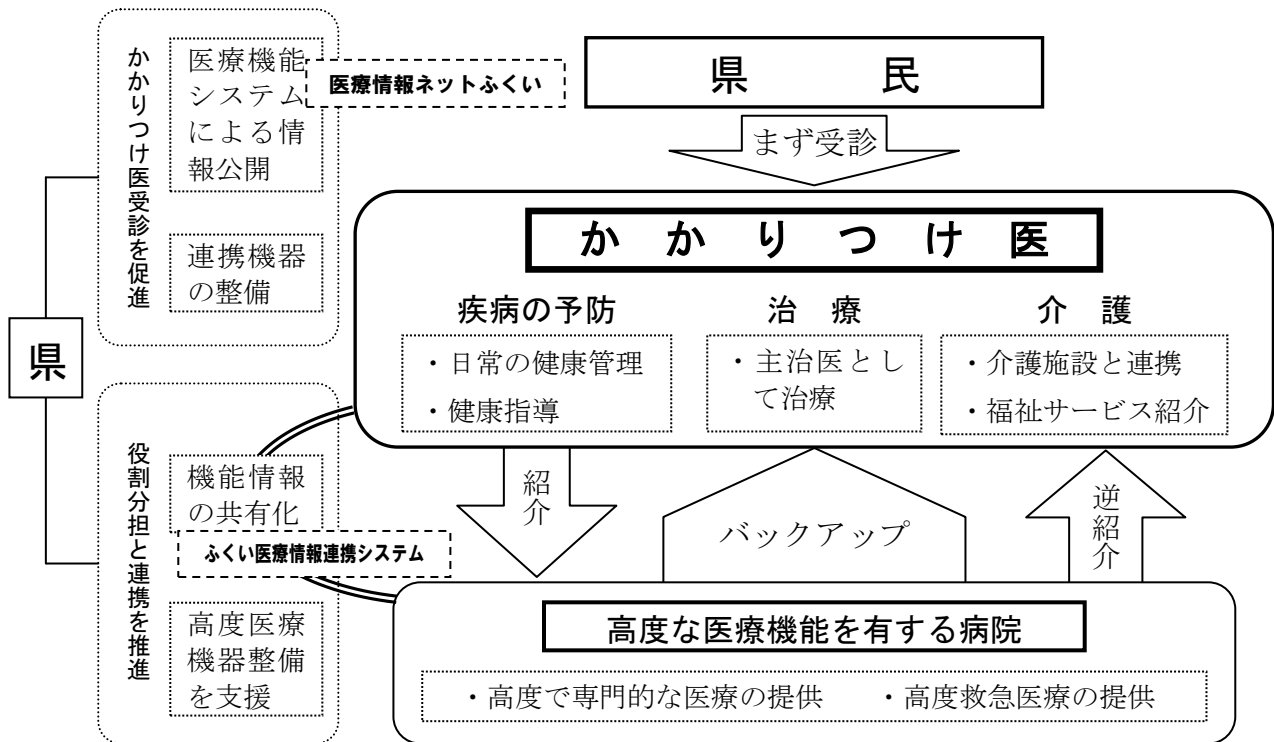 県
かかりつけ医受診を促進
医療機能
システム
による情
報公開
医療情報ネットふくい
連携機器
の整備
役割分担と連携を推進
機能情報
の共有化
ふくい医療情報連携システム
高度医療
機器整備
を支援
県　　民
まず受診
か か り つ け 医
疾病の予防
・日常の健康管理
・健康指導
治　療
・主治医とし
て治療
介　護
・介護施設と連携
・福祉サービス紹介
紹介
バックアップ
逆紹介
高度な医療機能を有する病院
・高度で専門的な医療の提供　　・高度救急医療の提供